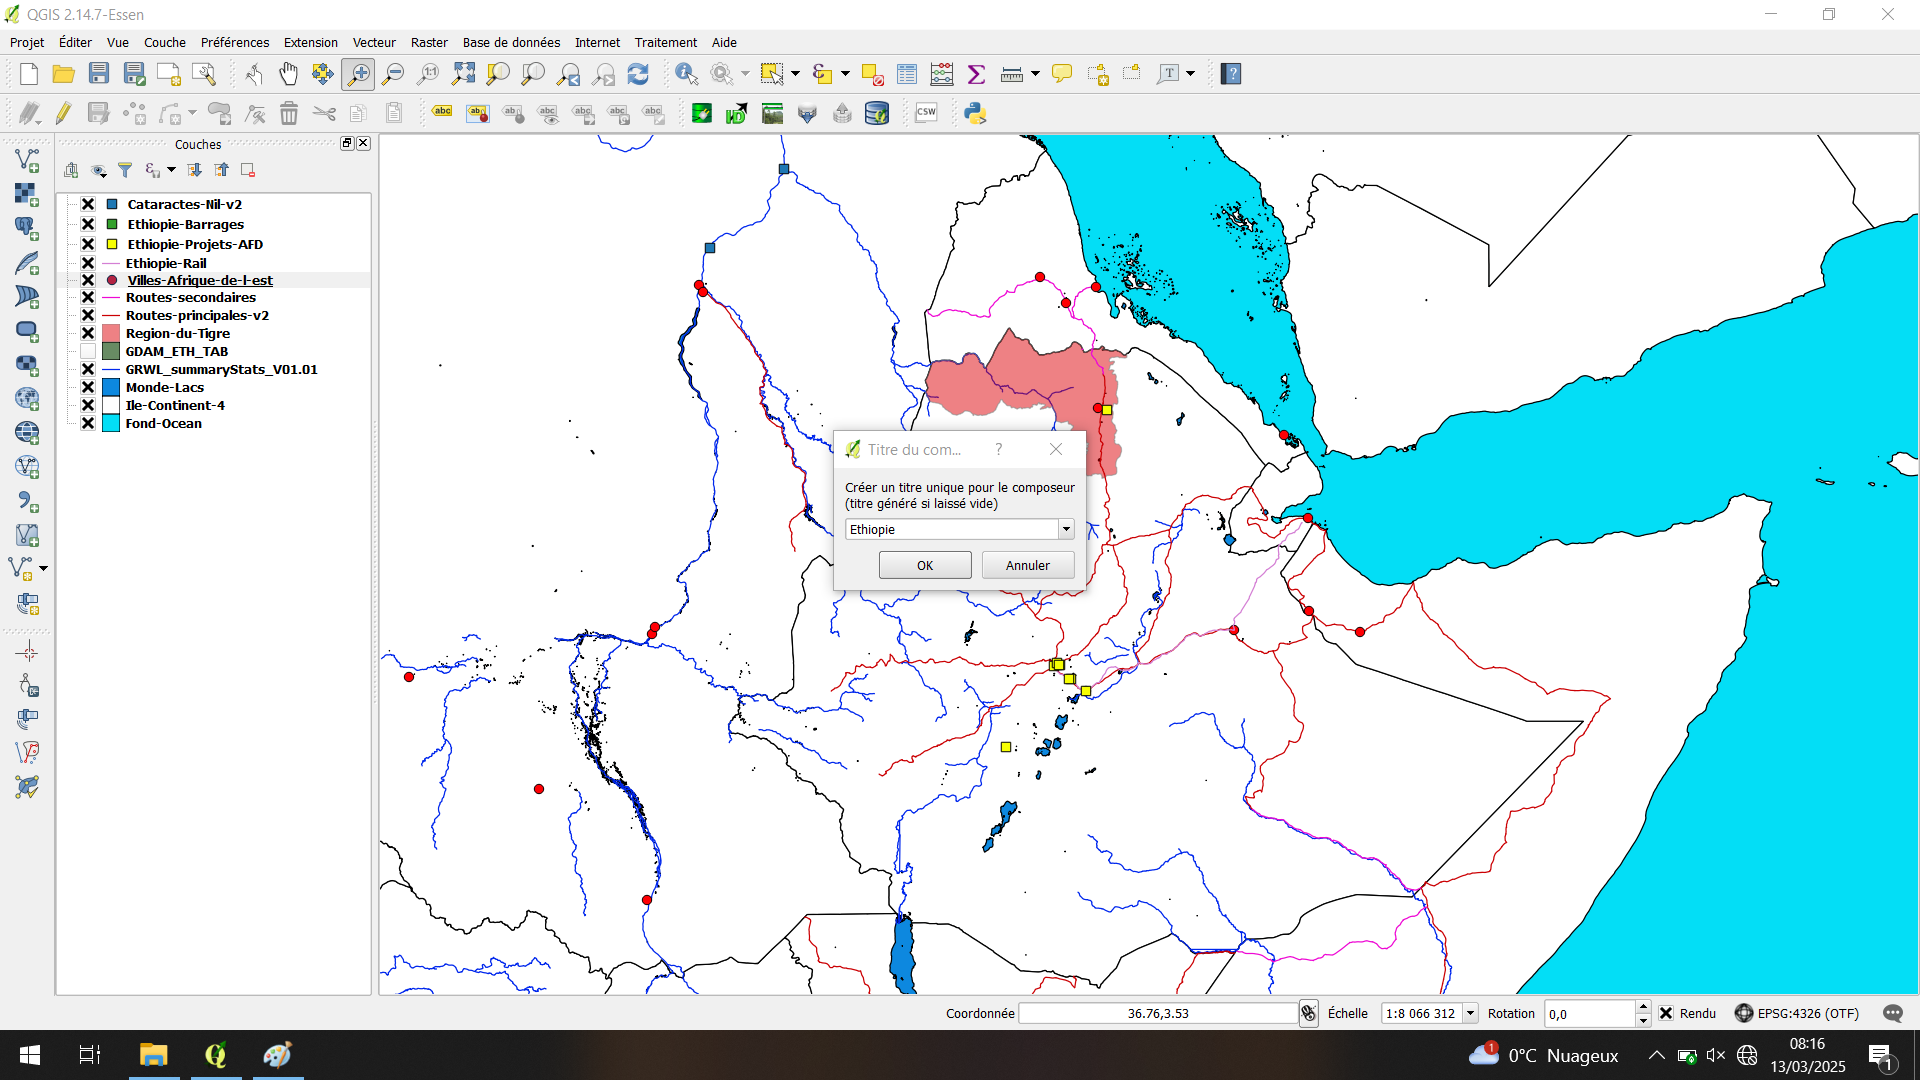 QGIS 2.14.7-Essen
Projet Éditer Vue Couche Préférences Extension Vecteur Raster Base de données Internet Traitement Aide
Couches
Cataractes-Nil-v2
Ethiopie-Barrages
Ethiopie-Projets-AFD
Ethiopie-Rail
Villes-Afrique-de-l-est
Routes-secondaires
Routes-principales-v2
Region-du-Tigre
GDAM_ETH_TAB
GRWL_summaryStats_V01.01
Monde-Lacs
Ile-Continent-4
Fond-Ocean
Titre du com... ?
Créer un titre unique pour le composeur
(titre généré si laissé vide)
Ethiopie
OK Annuler
Coordonnée 36.76,3.53 Échelle 1:8 066 312 Rotation 0,0 Rendu EPSG:4326 (OTF)
1 0°C Nuageux
08:16
13/03/2025
1